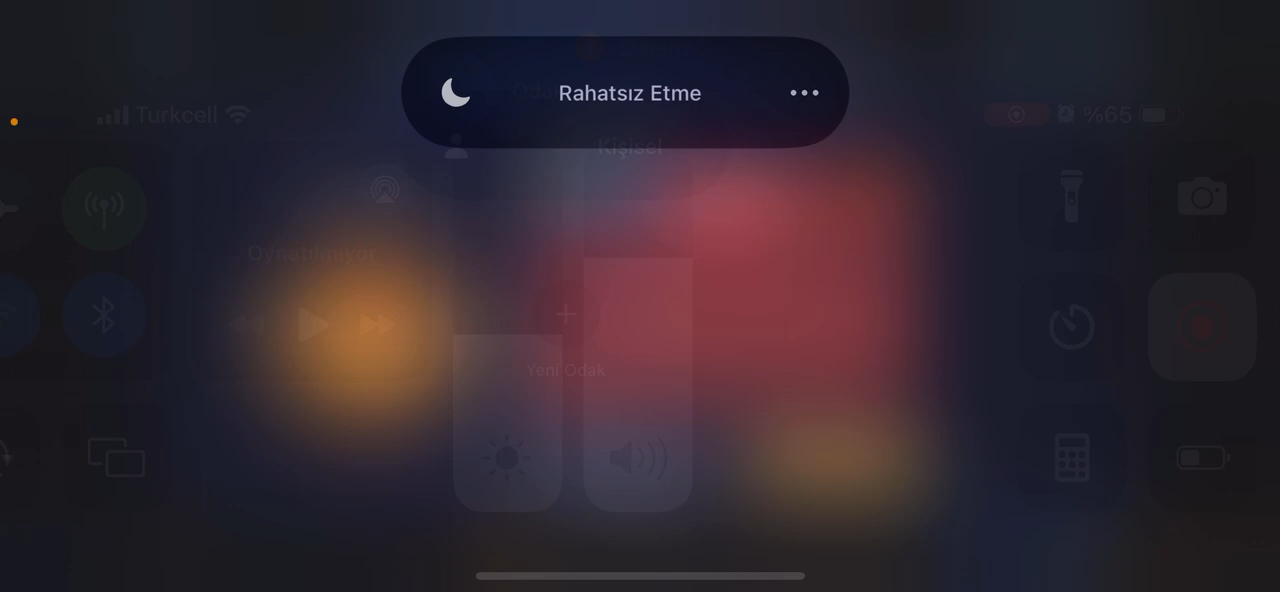 Rahatsız Etme
Turkcell
%65
Kişisel
Oynatılmıyor
Yeni Odak